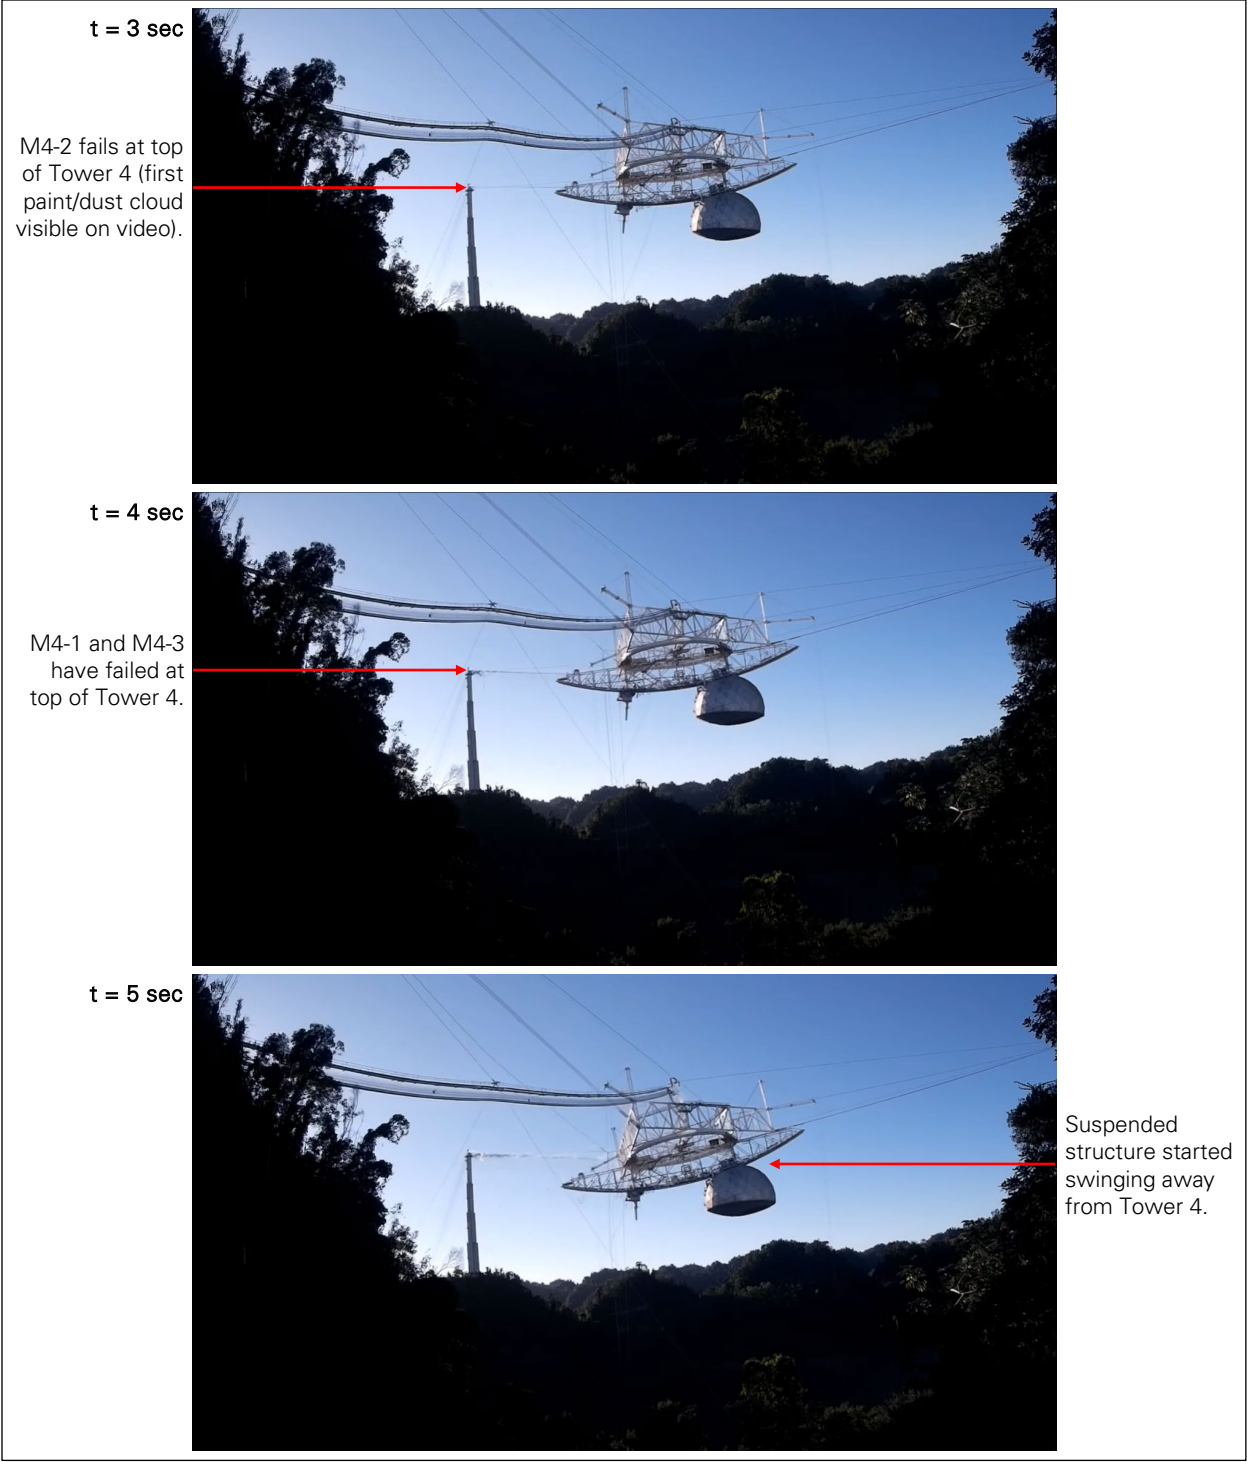 t = 3 sec
M4-2 fails at top
of Tower 4 (first
paint/dust cloud
visible on video).
t = 4 sec
M4-1 and M4-3
have failed at
top of Tower 4.
t = 5 sec
Suspended
structure started
swinging away
from Tower 4.